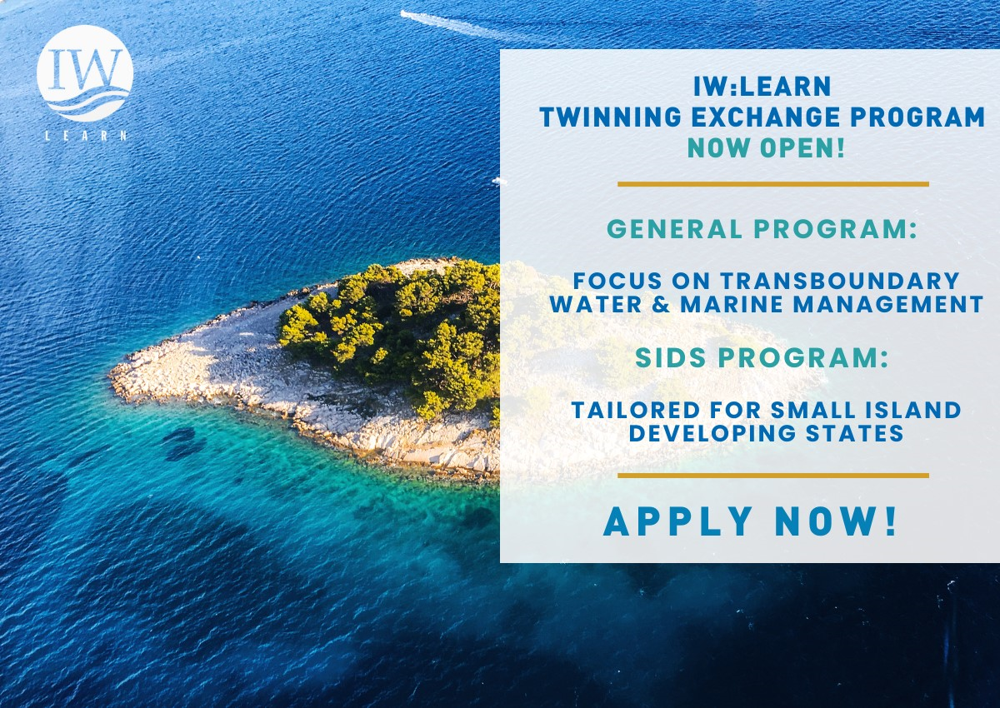 IW
LEARN
IW:LEARN
TWINNING EXCHANGE PROGRAM
NOW OPEN!
GENERAL PROGRAM:
FOCUS ON TRANSBOUNDARY
WATER & MARINE MANAGEMENT
SIDS PROGRAM:
TAILORED FOR SMALL ISLAND
DEVELOPING STATES
APPLY NOW!